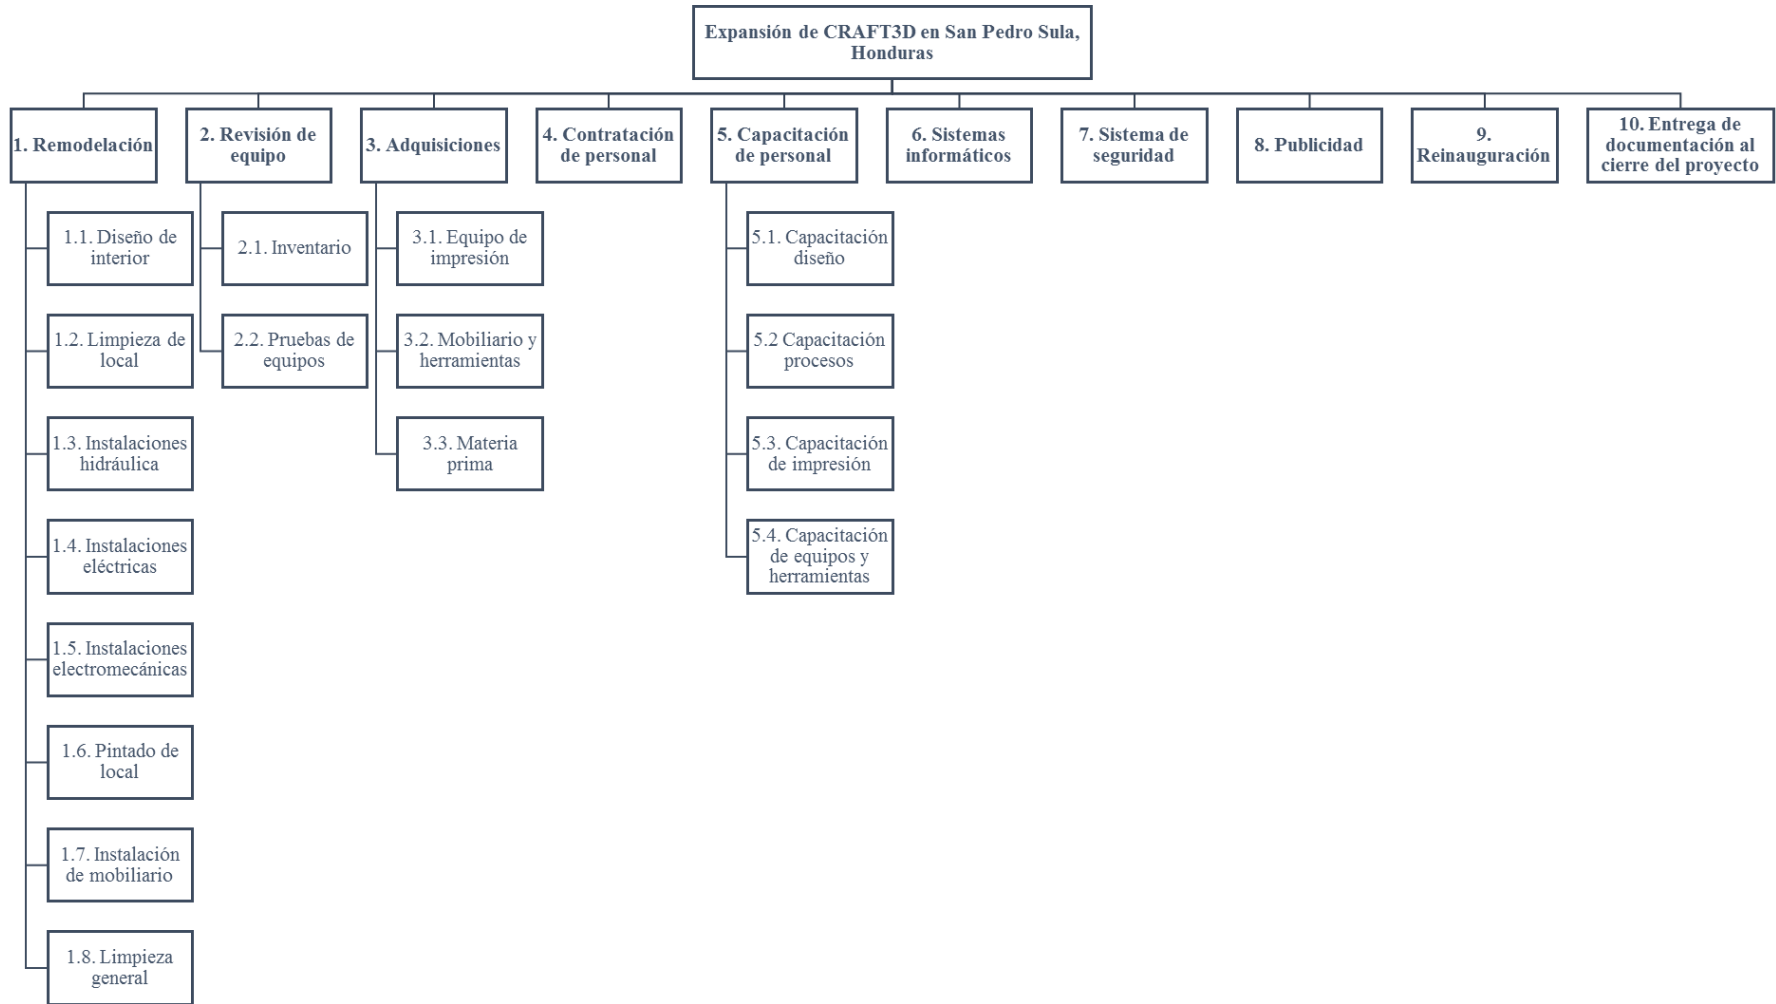 Expansión de CRAFT3D en San Pedro Sula,
Honduras
1. Remodelación
2. Revisión de
equipo
3. Adquisiciones
4. Contratación
de personal
5. Capacitación
de personal
6. Sistemas
informáticos
7. Sistema de
seguridad
8. Publicidad
9.
Reinauguración
10. Entrega de
documentación al
cierre del proyecto
1.1. Diseño de
interior
1.2. Limpieza de
local
1.3. Instalaciones
hidráulica
1.4. Instalaciones
eléctricas
1.5. Instalaciones
electromecánicas
1.6. Pintado de
local
1.7. Instalación
de mobiliario
1.8. Limpieza
general
2.1. Inventario
2.2. Pruebas de
equipos
3.1. Equipo de
impresión
3.2. Mobiliario y
herramientas
3.3. Materia
prima
5.1. Capacitación
diseño
5.2 Capacitación
procesos
5.3. Capacitación
de impresión
5.4. Capacitación
de equipos y
herramientas